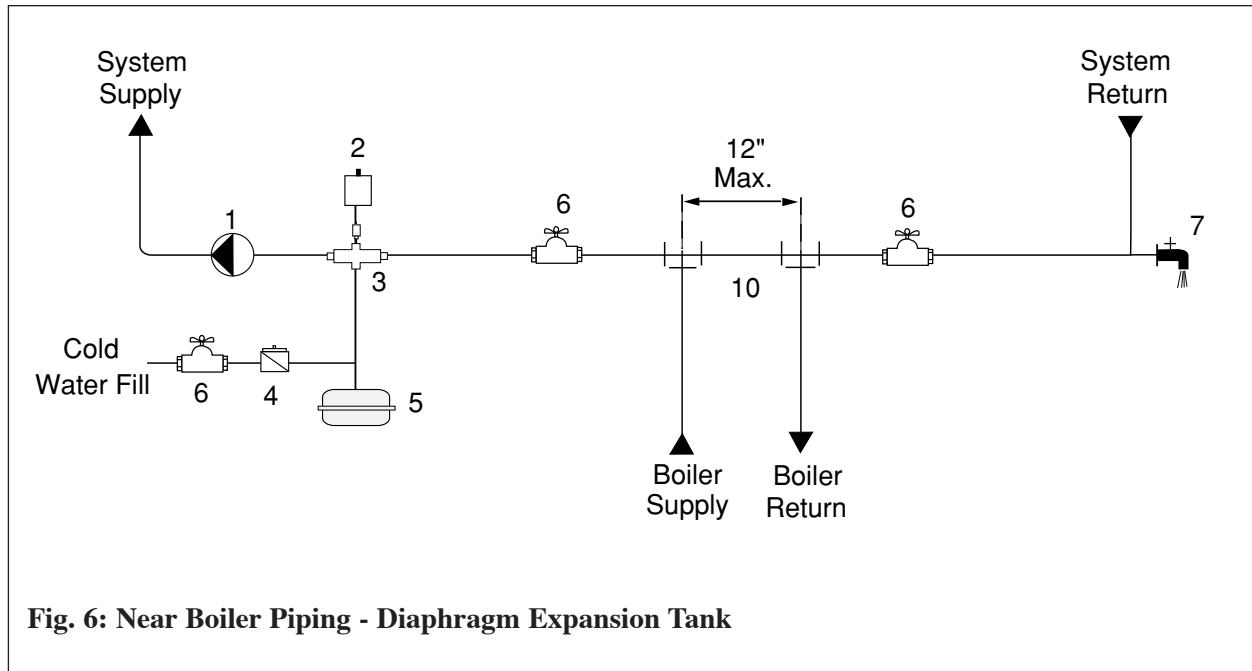 System
Supply
System
Return
2
12"
Max.
6
6
7
1
3
10
Cold
Water Fill
6
4
5
Boiler
Supply
Boiler
Return
Fig. 6: Near Boiler Piping - Diaphragm Expansion Tank